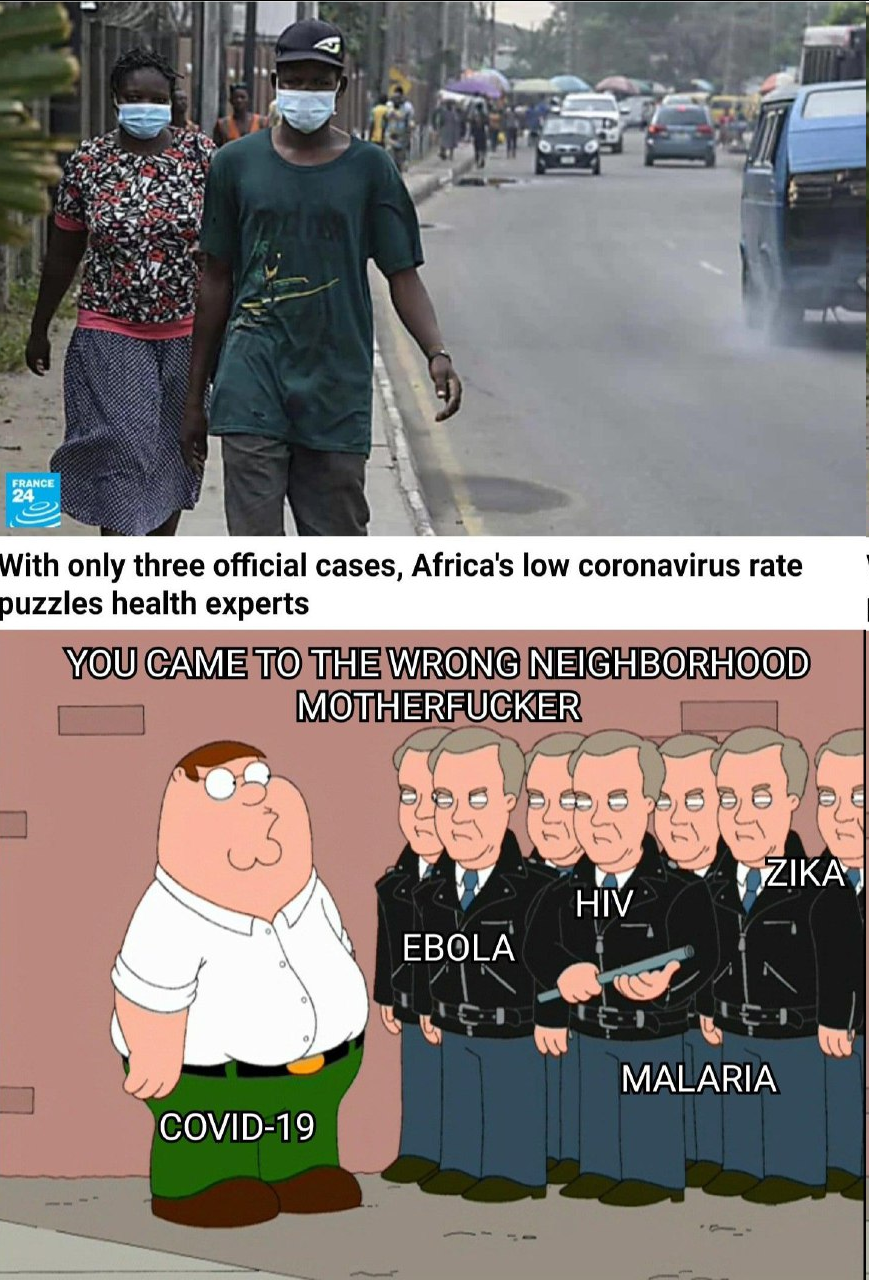 FRANCE
24
With only three official cases, Africa's low coronavirus rate
puzzles health experts
YOU CAME TO THE WRONG NEIGHBORHOOD
MOTHERFUCKER
ZIKA
HIV
EBOLA
MALARIA
COVID-19